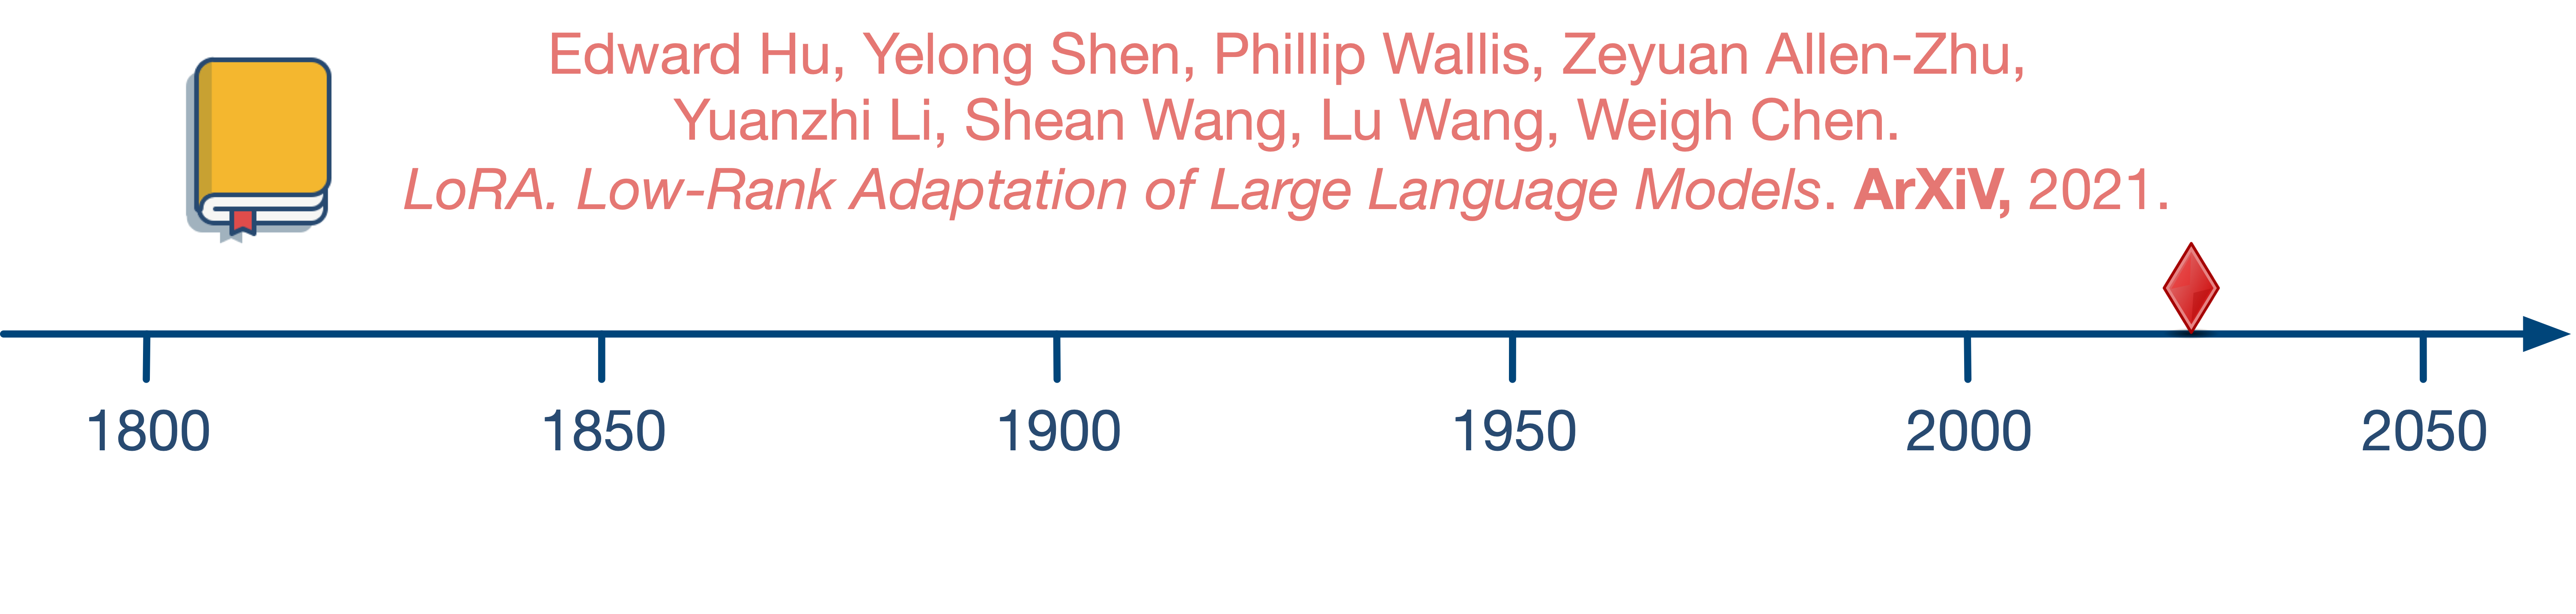 Edward Hu, Yelong Shen, Phillip Wallis, Zeyuan Allen-Zhu,
Yuanzhi Li, Shean Wang, Lu Wang, Weigh Chen.
LoRA. Low-Rank Adaptation of Large Language Models. ArXiV, 2021.
1800 1850 1900 1950 2000 2050